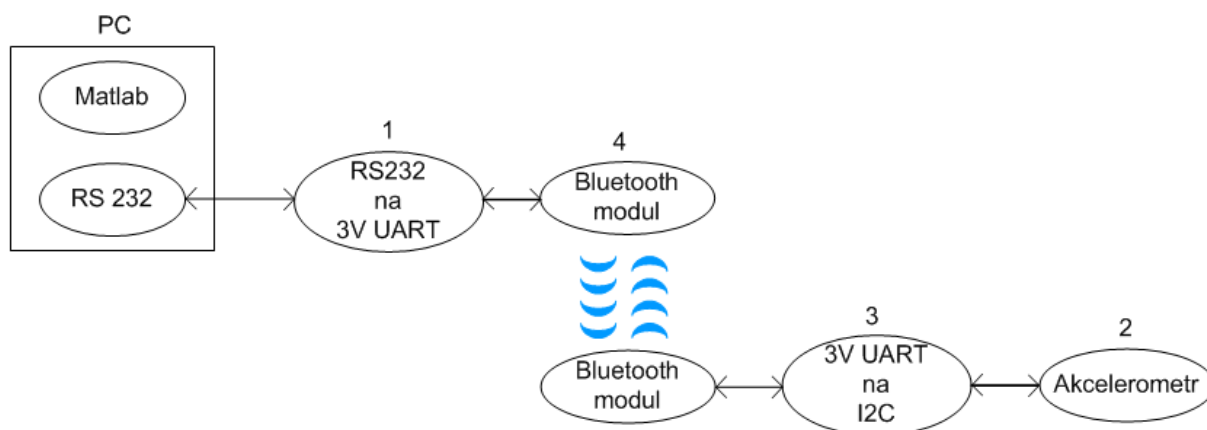 PC
Matlab
RS 232
1
RS232
na
3V UART
4
Bluetooth
modul
Bluetooth
modul
3
3V UART
na
I2C
2
Akcelerometr